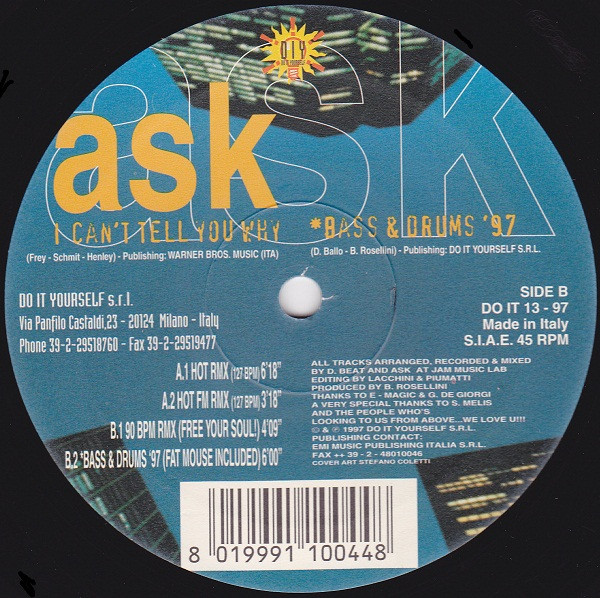 DIY
DO IT YOURSELF
ask
ask
I CAN'T TELL YOU WHY
*BASS & DRUMS '97
(Frey - Schmit - Henley) - Publishing: WARNER BROS. MUSIC (ITA)
(D. Ballo - B. Rosellini) - Publishing: DO IT YOURSELF S.R.L.
DO IT YOURSELF s.r.l.
Via Panfilo Castaldi,23 - 20124 Milano - Italy
Phone 39-2-29518760 - Fax 39-2-29519477
SIDE B
DO IT 13 - 97
Made in Italy
S.I.A.E. 45 RPM
A.1 HOT RMX (127 BPM) 6'18"
A.2 HOT FM RMX (127 BPM) 3'18"
B.1 90 BPM RMX (FREE YOUR SOUL!) 4'09"
B.2 *BASS & DRUMS '97 (FAT MOUSE INCLUDED) 6'00"
ALL TRACKS ARRANGED, RECORDED & MIXED
BY D. BEAT AND ASK AT JAM MUSIC LAB
EDITING BY LACCHINI & PIUMATTI
PRODUCED BY B. ROSELLINI
THANKS TO E - MAGIC & G. DE GIORGI
A VERY SPECIAL THANKS TO S. MELIS
AND THE PEOPLE WHO'S
LOOKING TO US FROM ABOVE...WE LOVE U!!!
© & ℗ 1997 DO IT YOURSELF S.R.L.
PUBLISHING CONTACT:
EMI MUSIC PUBLISHING ITALIA S.R.L.
FAX ++ 39 - 2 - 48010046
COVER ART STEFANO COLETTI
8 019991 100448